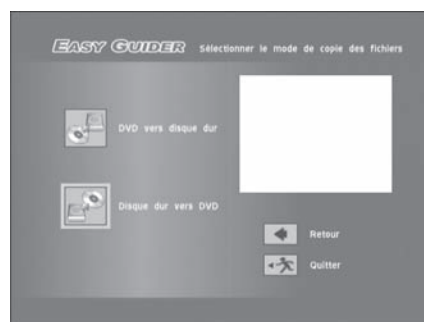 EASY GUIDER Sélectionner le mode de copie des fichiers
DVD vers disque dur
Disque dur vers DVD
Retour
Quitter